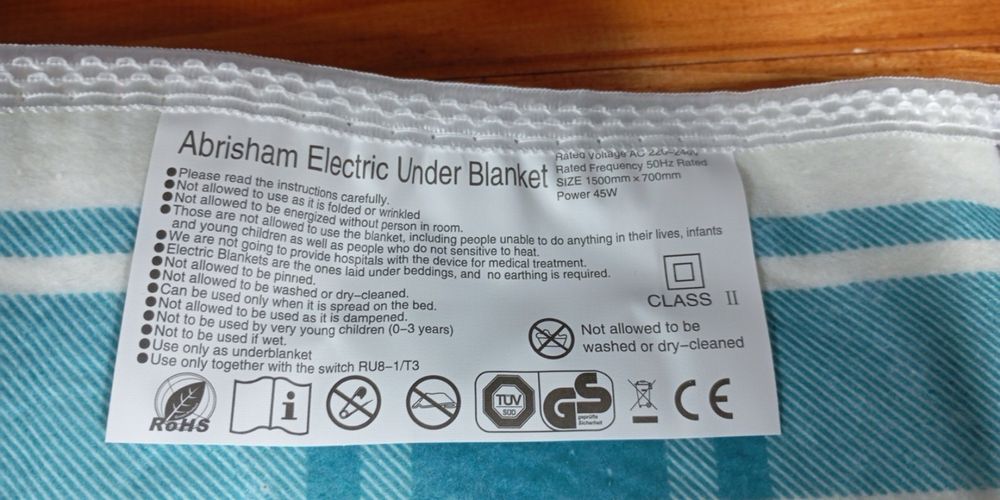 Abrisham Electric Under Blanket
Rated Voltage AC 220-240V
Rated Frequency 50Hz Rated
SIZE 1500mm × 700mm
Power 45W
●Please read the instructions carefully.
●Not allowed to use as it is folded or wrinkled
●Not allowed to be energized without person in room.
●Those are not allowed to use the blanket, including people unable to do anything in their lives, infants
and young children as well as people who do not sensitive to heat.
●We are not going to provide hospitals with the device for medical treatment.
●Electric Blankets are the ones laid under beddings, and no earthing is required.
●Not allowed to be pinned.
●Not allowed to be washed or dry-cleaned.
●Can be used only when it is spread on the bed.
●Not allowed to be used as it is dampened.
●Not to be used by very young children (0-3 years)
●Not to be used if wet.
●Use only as underblanket
●Use only together with the switch RU8-1/T3
CLASS II
Not allowed to be
washed or dry-cleaned
RoHS
i
TÜV
SÜD
GS
geprüfte
Sicherheit
CE